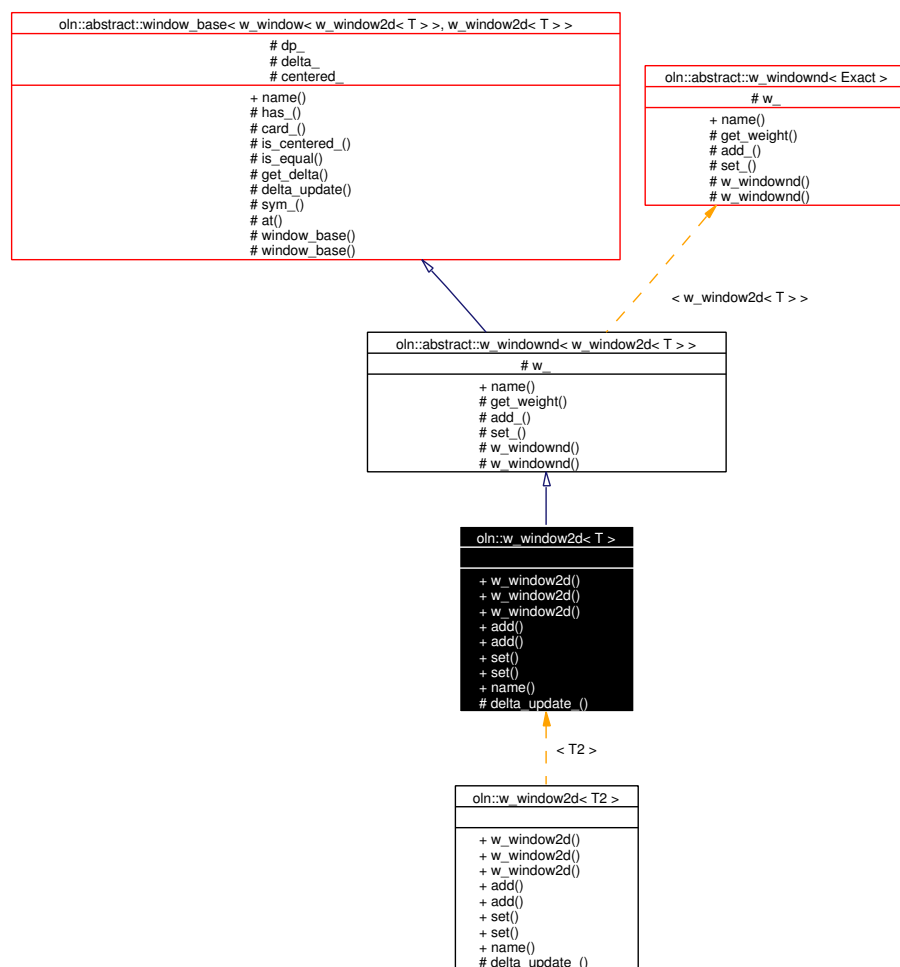 oln::abstract::window_base< w_window< w_window2d< T > >, w_window2d< T > >
# dp_
# delta_
# centered_
+ name()
# has_()
# card_()
# is_centered_()
# is_equal()
# get_delta()
# delta_update()
# sym_()
# at()
# window_base()
# window_base()
oln::abstract::w_windownd< Exact >
# w_
+ name()
# get_weight()
# add_()
# set_()
# w_windownd()
# w_windownd()
< w_window2d< T > >
oln::abstract::w_windownd< w_window2d< T > >
# w_
+ name()
# get_weight()
# add_()
# set_()
# w_windownd()
# w_windownd()
oln::w_window2d< T >
+ w_window2d()
+ w_window2d()
+ w_window2d()
+ add()
+ add()
+ set()
+ set()
+ name()
# delta_update_()
< T2 >
oln::w_window2d< T2 >
+ w_window2d()
+ w_window2d()
+ w_window2d()
+ add()
+ add()
+ set()
+ set()
+ name()
# delta_update_()